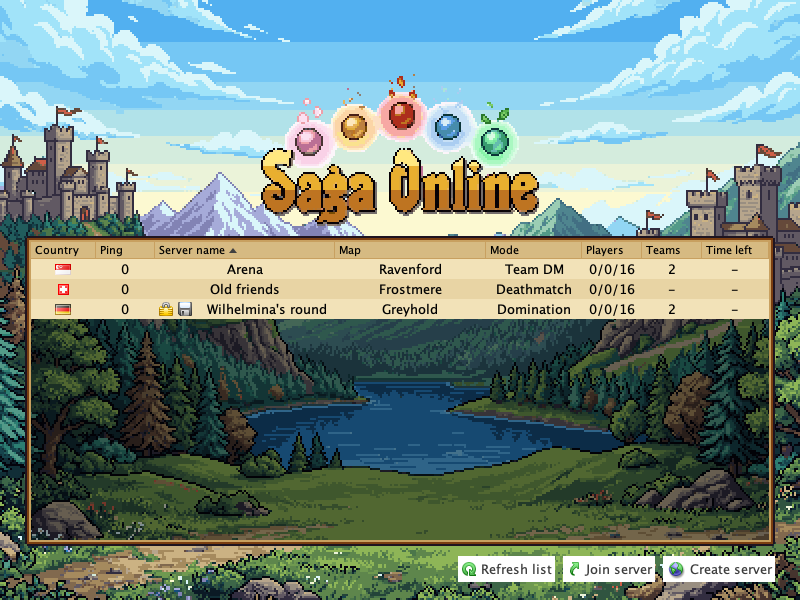 Saga Online
Country Ping Server name Map Mode Players Teams Time left
0 Arena Ravenford Team DM 0/0/16 2 -
0 Old friends Frostmere Deathmatch 0/0/16 - -
0 Wilhelmina's round Greyhold Domination 0/0/16 2 -
Refresh list Join server Create server